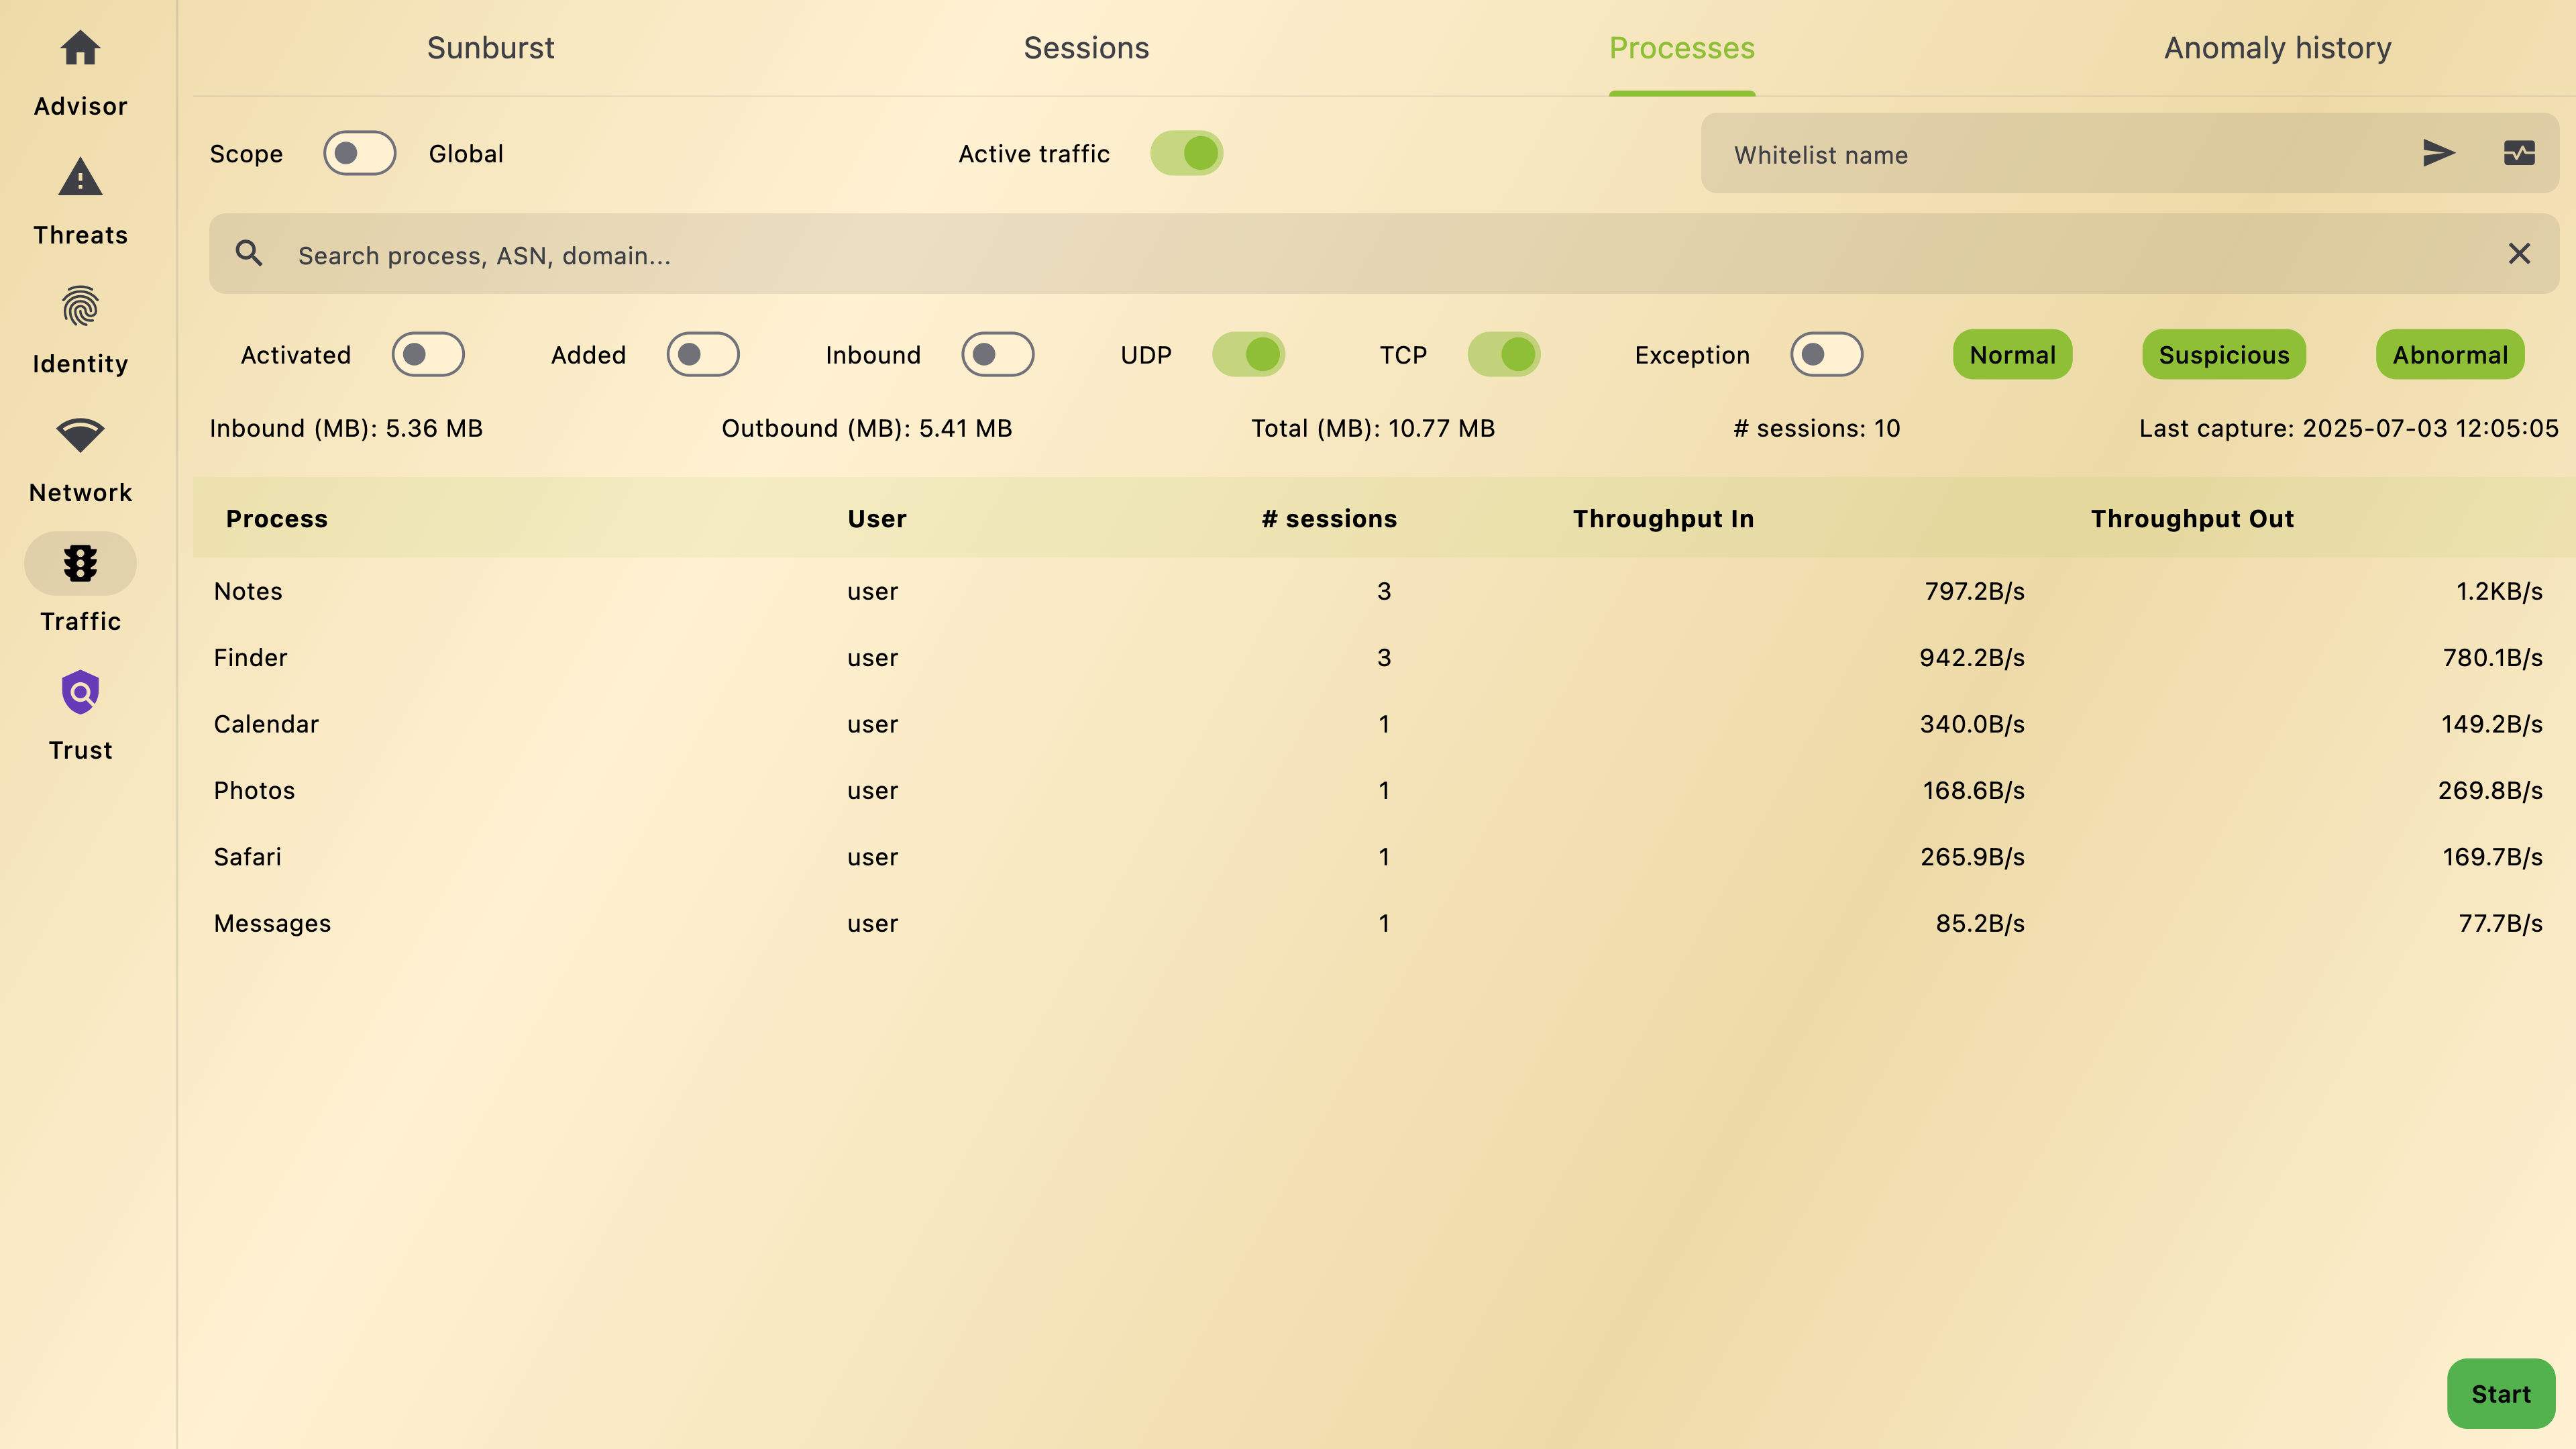 Advisor
Threats
Identity
Network
Traffic
Trust
Sunburst Sessions Processes Anomaly history
Scope Global Active traffic Whitelist name
Search process, ASN, domain...
Activated Added Inbound UDP TCP Exception Normal Suspicious Abnormal
Inbound (MB): 5.36 MB Outbound (MB): 5.41 MB Total (MB): 10.77 MB # sessions: 10 Last capture: 2025-07-03 12:05:05
Process User # sessions Throughput In Throughput Out
Notes user 3 797.2B/s 1.2KB/s
Finder user 3 942.2B/s 780.1B/s
Calendar user 1 340.0B/s 149.2B/s
Photos user 1 168.6B/s 269.8B/s
Safari user 1 265.9B/s 169.7B/s
Messages user 1 85.2B/s 77.7B/s
Start